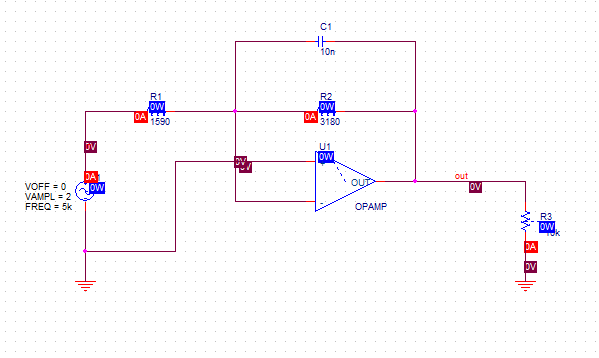 C1
10n
R1
0W
0A
1590
R2
0W
0A
3180
0V
U1
0W
0V
0V
OUT
OPAMP
out
0V
0A
0W
VOFF = 0
VAMPL = 2
FREQ = 5k
R3
0W
0A
0V